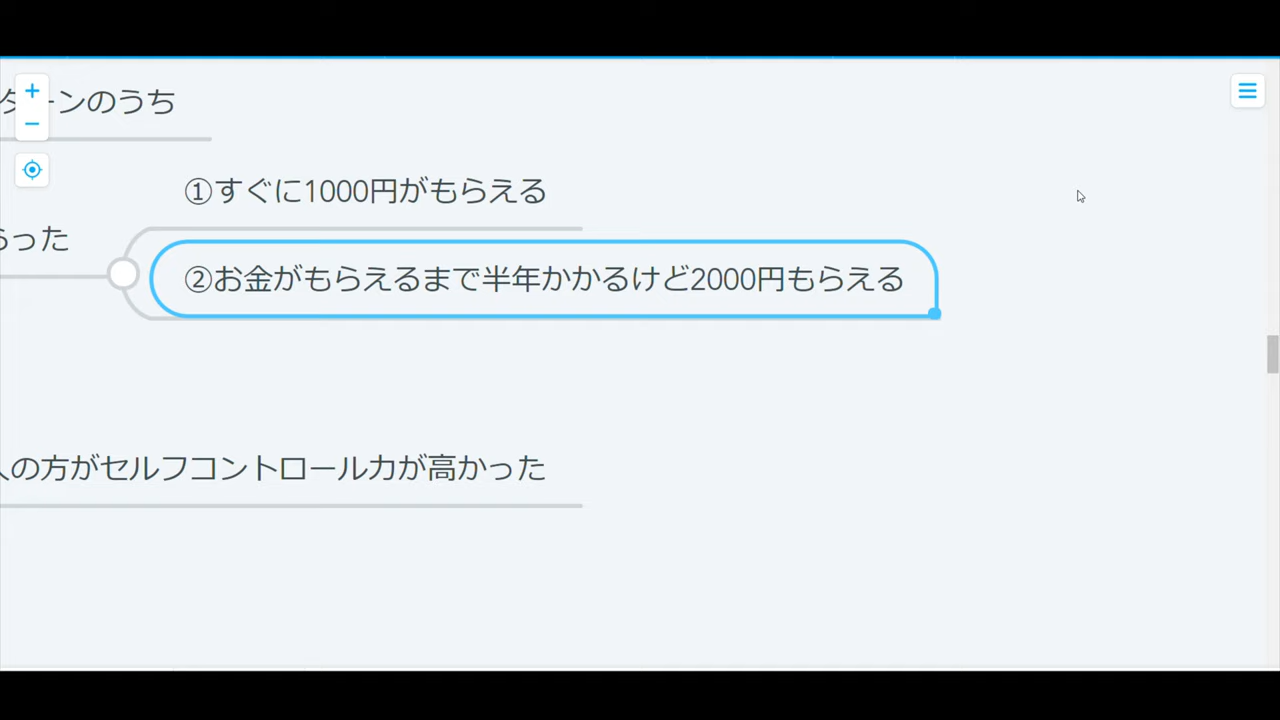 ターンのうち
①すぐに1000円がもらえる
らった
②お金がもらえるまで半年かかるけど2000円もらえる
人の方がセルフコントロール力が高かった